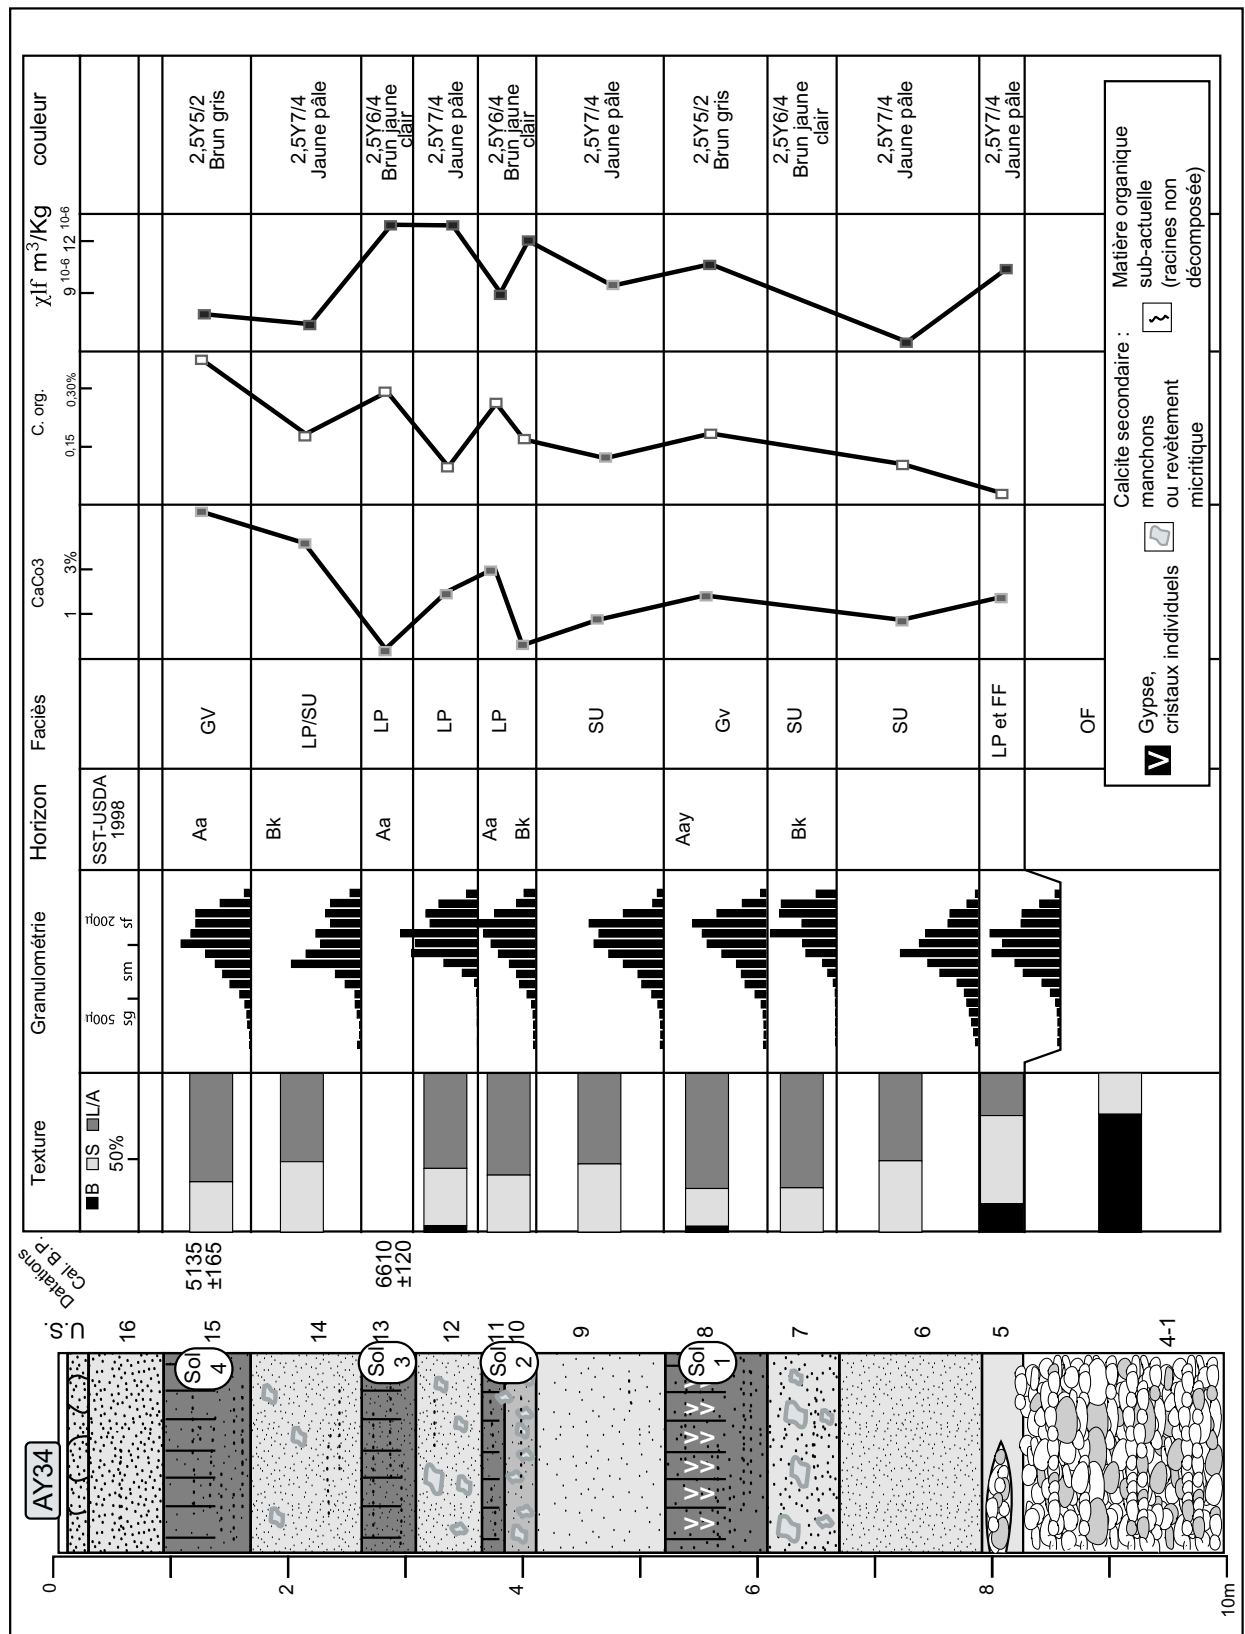 AY34
0
2
4
6
8
10m
U.S.
16
15
14
13
12
11
10
9
8
7
6
5
4-1
Sol
4
Sol
3
Sol
2
Sol
1
V V V V V V
V V V V V V
Datations
Cal. B.P.
5135
±165
6610
±120
Texture
B S L/A
50%
Granulométrie
500µ 200µ
sg sm sf
Horizon
SST-USDA
1998
Aa
Bk
Aa
Aa
Bk
Aay
Bk
Faciès
GV
LP/SU
LP
LP
LP
SU
Gv
SU
SU
LP et FF
OF
CaCo3
1 3%
C. org.
0,15 0,30%
χlf m³/Kg
9 10-6 12 10-6
couleur
2,5Y5/2
Brun gris
2,5Y7/4
Jaune pâle
2,5Y6/4
Brun jaune
clair
2,5Y7/4
Jaune pâle
2,5Y6/4
Brun jaune
clair
2,5Y7/4
Jaune pâle
2,5Y5/2
Brun gris
2,5Y6/4
Brun jaune
clair
2,5Y7/4
Jaune pâle
2,5Y7/4
Jaune pâle
V
Gypse,
cristaux individuels
Calcite secondaire :
manchons
ou revètement
micritique
Matière organique
sub-actuelle
(racines non
décomposée)